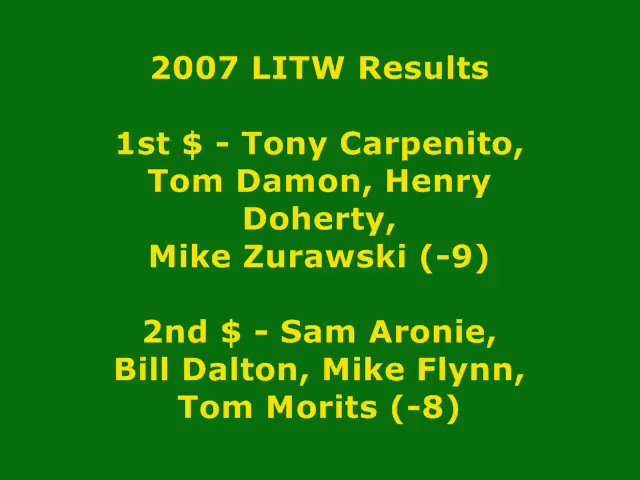 2007 LITW Results
1st $ - Tony Carpenito,
Tom Damon, Henry
Doherty,
Mike Zurawski (-9)
2nd $ - Sam Aronie,
Bill Dalton, Mike Flynn,
Tom Morits (-8)